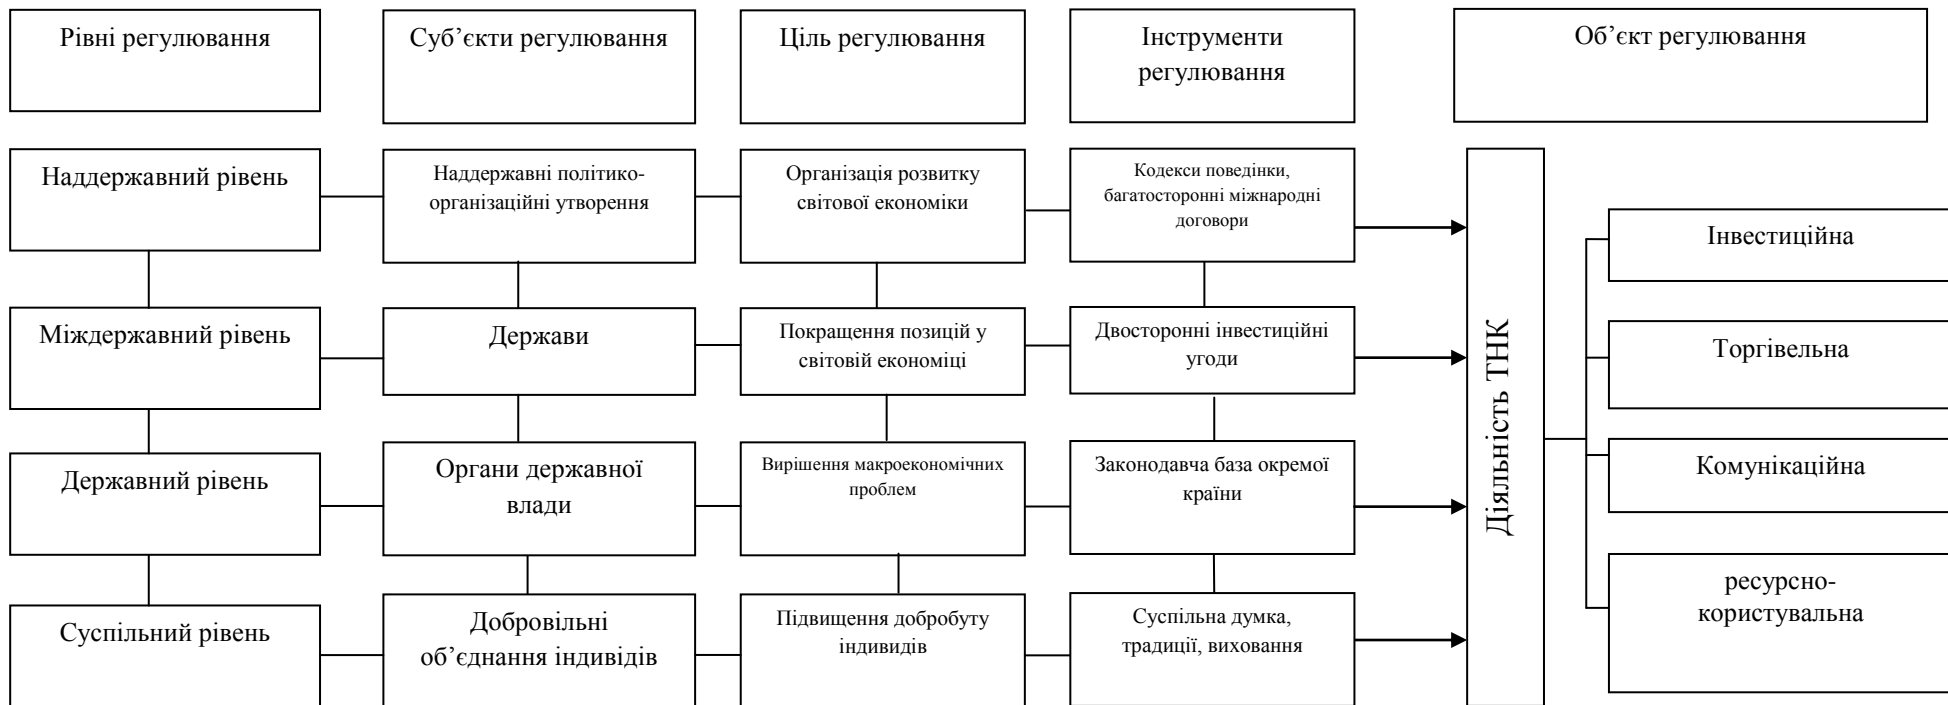 Рівні регулювання
Суб’єкти регулювання
Ціль регулювання
Інструменти
регулювання
Об’єкт регулювання
Наддержавний рівень
Наддержавні політико-
організаційні утворення
Організація розвитку
світової економіки
Кодекси поведінки,
багатосторонні міжнародні
договори
Міждержавний рівень
Держави
Покращення позицій у
світовій економіці
Двосторонні інвестиційні
угоди
Державний рівень
Органи державної
влади
Вирішення макроекономічних
проблем
Законодавча база окремої
країни
Суспільний рівень
Добровільні
об’єднання індивідів
Підвищення добробуту
індивидів
Суспільна думка,
традиції, виховання
Діяльність ТНК
Інвестиційна
Торгівельна
Комунікаційна
ресурсно-
користувальна